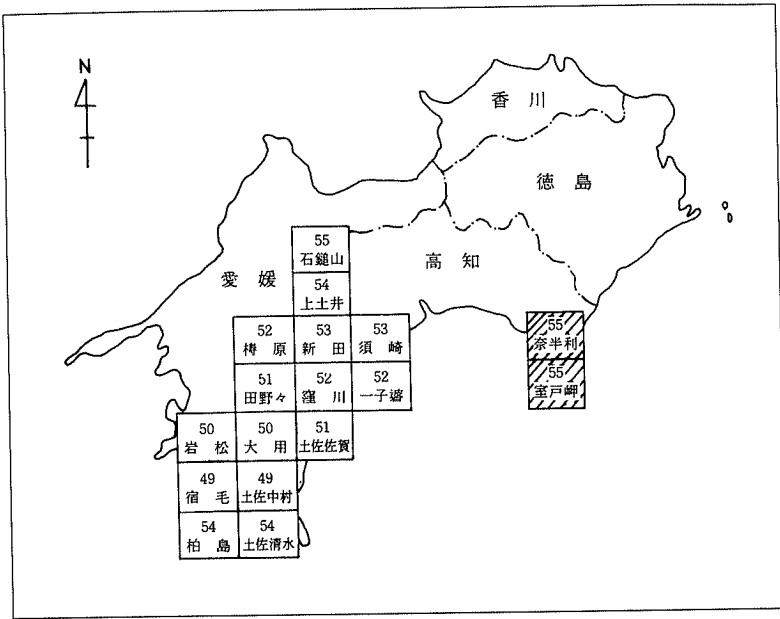 N
香川
徳島
55
石鎚山
高知
愛媛
54
上土井
52
梼原
53
新田
53
須崎
55
奈半利
51
田野々
52
窪川
52
一子碆
55
室戸岬
50
岩松
50
大用
51
土佐佐賀
49
宿毛
49
土佐中村
54
柏島
54
土佐清水